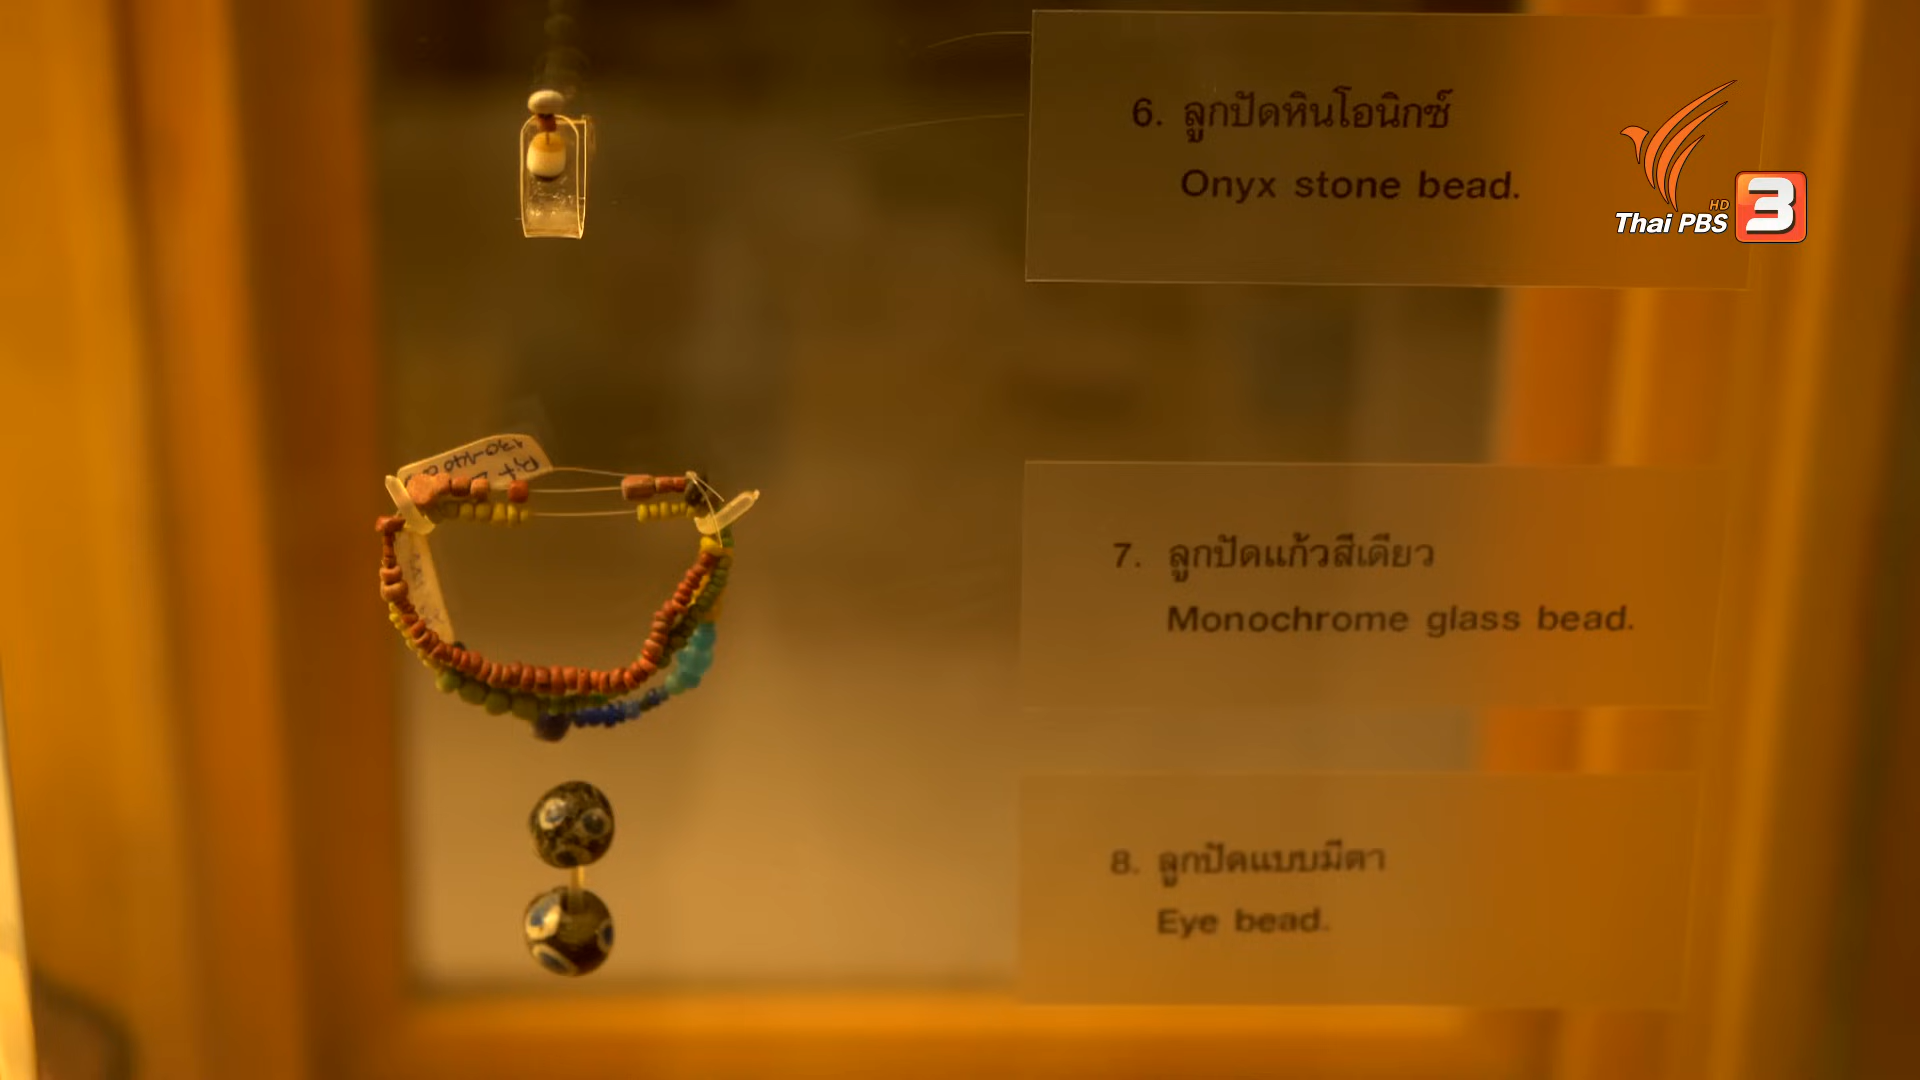 6. ลูกปัดหินโอนิกซ์
Onyx stone bead.
HD
Thai PBS 3
7. ลูกปัดแก้วสีเดียว
Monochrome glass bead.
8. ลูกปัดแบบมีตา
Eye bead.